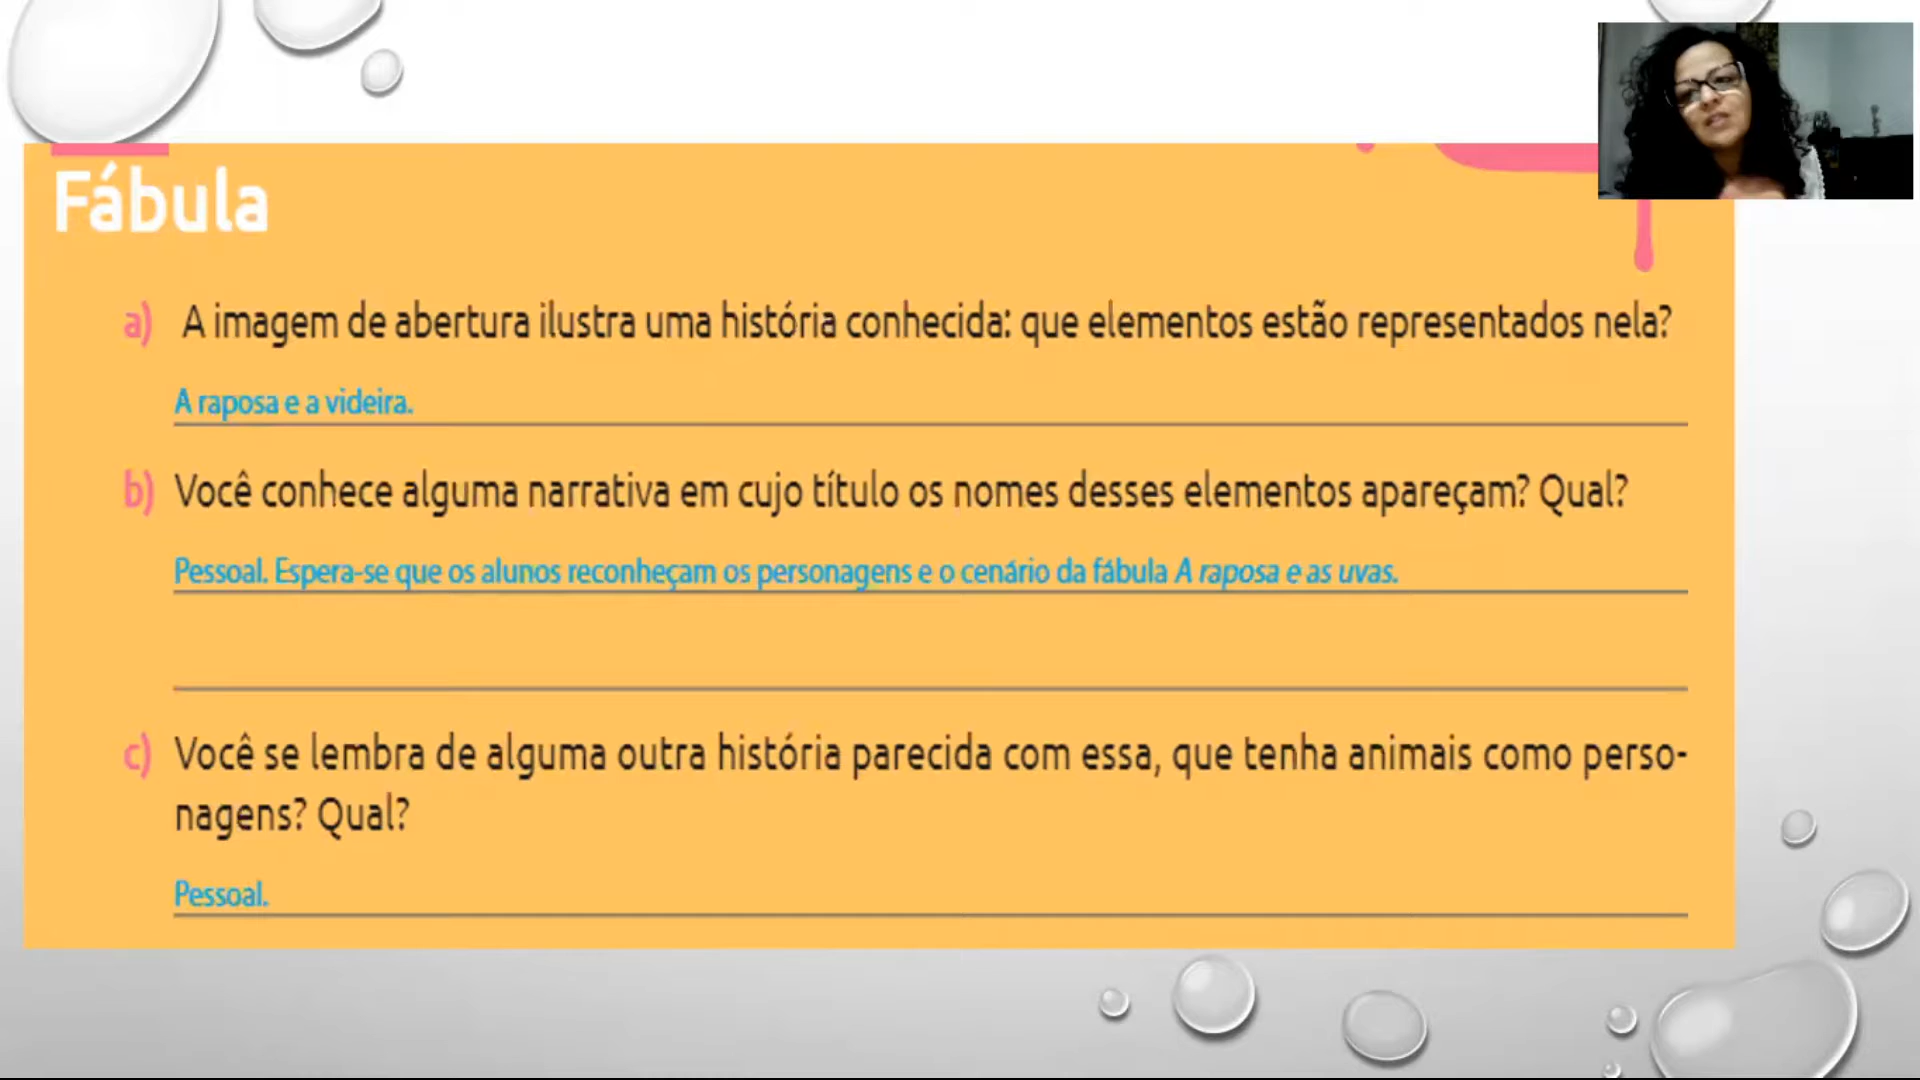 Fábula
a) A imagem de abertura ilustra uma história conhecida: que elementos estão representados nela?
A raposa e a videira.
b) Você conhece alguma narrativa em cujo título os nomes desses elementos apareçam? Qual?
Pessoal. Espera-se que os alunos reconheçam os personagens e o cenário da fábula A raposa e as uvas.
c) Você se lembra de alguma outra história parecida com essa, que tenha animais como perso-
nagens? Qual?
Pessoal.